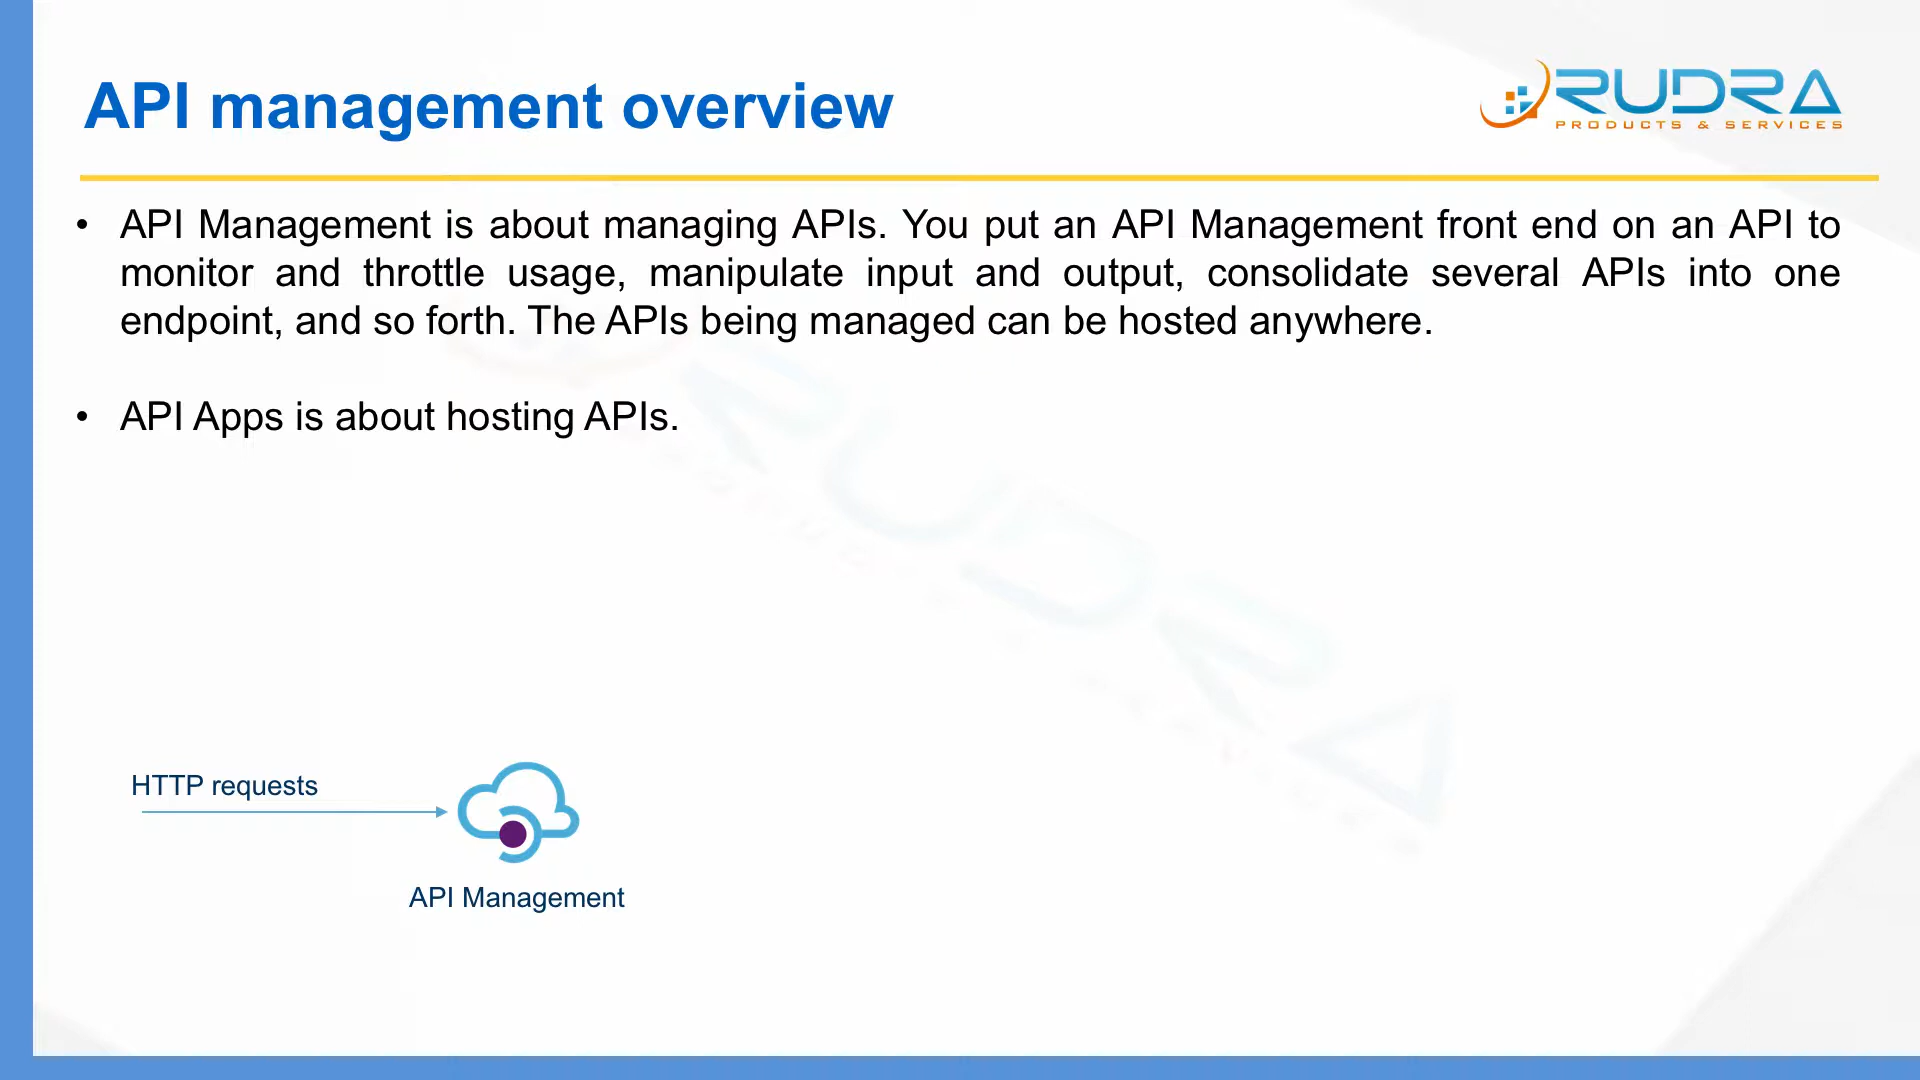 API management overview
RUDRA
PRODUCTS & SERVICES
• API Management is about managing APIs. You put an API Management front end on an API to
monitor and throttle usage, manipulate input and output, consolidate several APIs into one
endpoint, and so forth. The APIs being managed can be hosted anywhere.
• API Apps is about hosting APIs.
RUDRA
HTTP requests
API Management